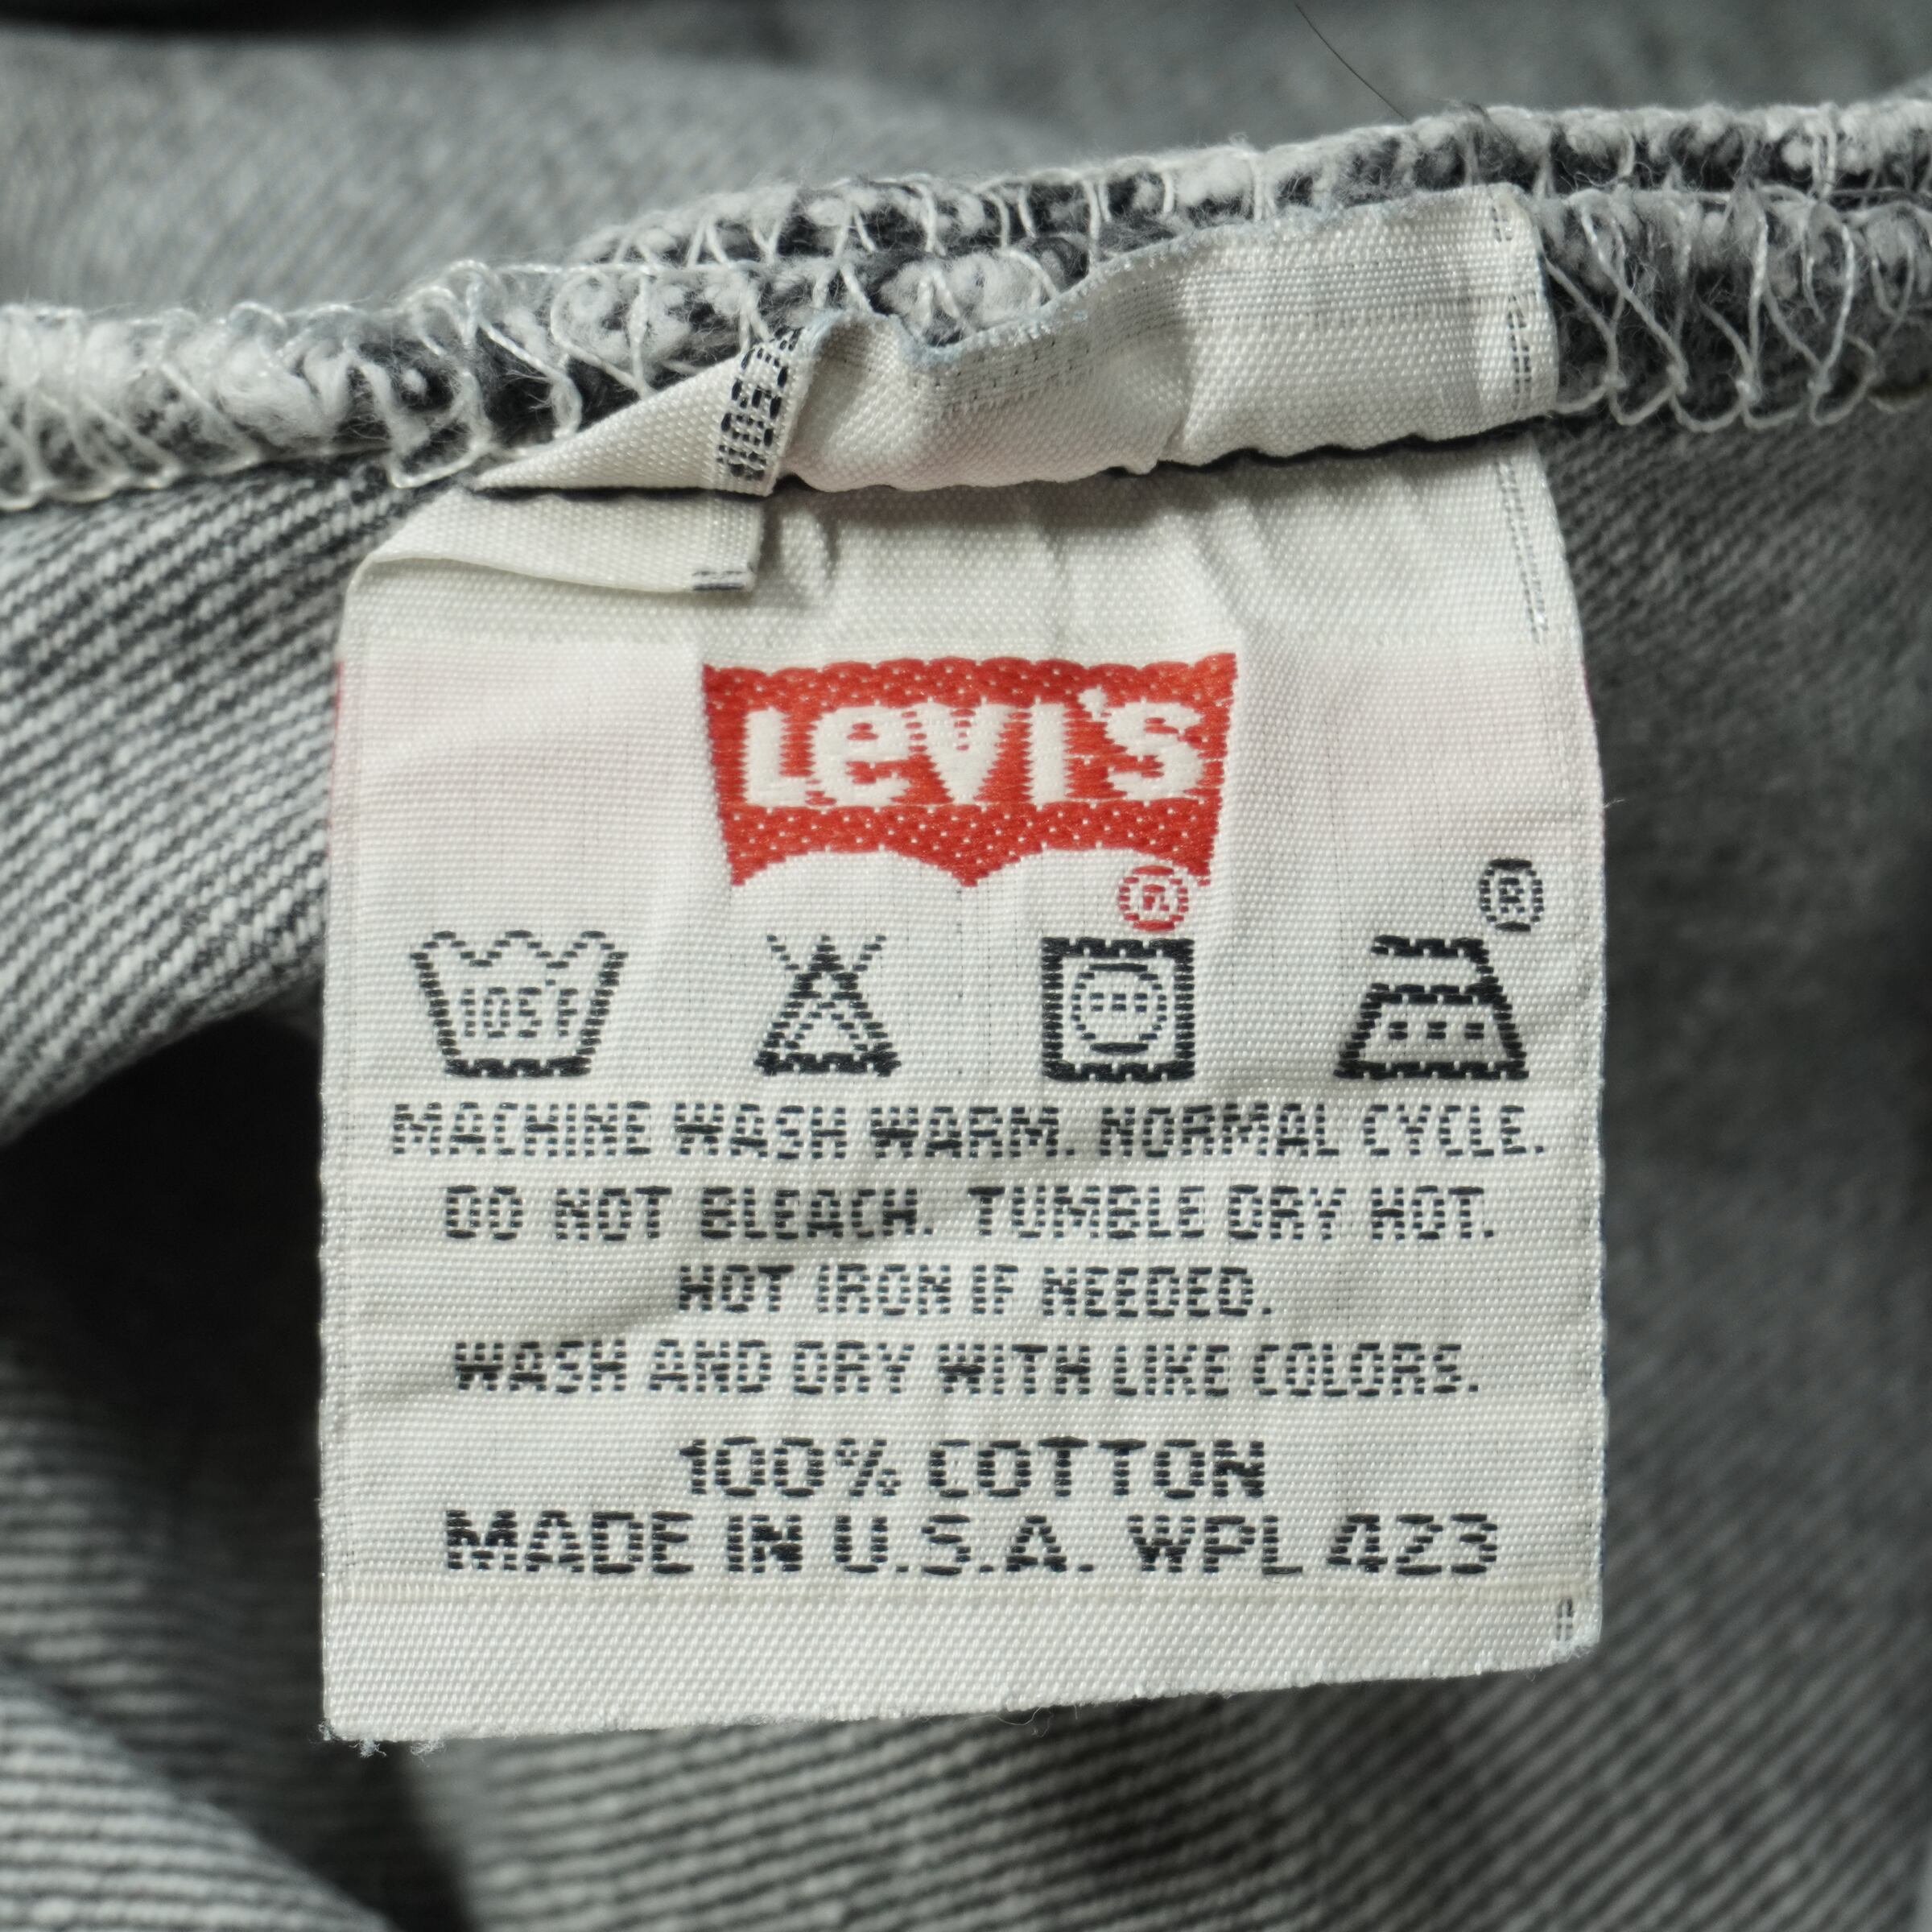 Levi's
®
®
105°F
MACHINE WASH WARM. NORMAL CYCLE.
DO NOT BLEACH. TUMBLE DRY HOT.
HOT IRON IF NEEDED.
WASH AND DRY WITH LIKE COLORS.
100% COTTON
MADE IN U.S.A. WPL 423